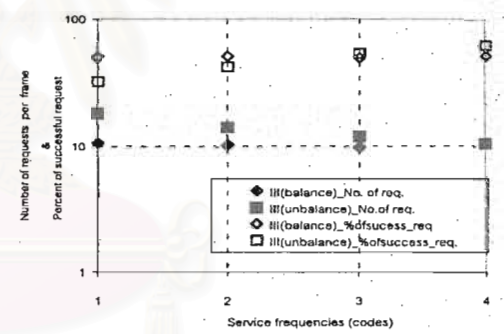 Number of requests per frame
&
Percent of successful request
100
10
1
III(balance)_No. of req.
III(unbalance)_No.of req.
III(balance)_%ofsucess_req
III(unbalance)_%ofsuccess_req.
1 2 3 4
Service frequencies (codes)